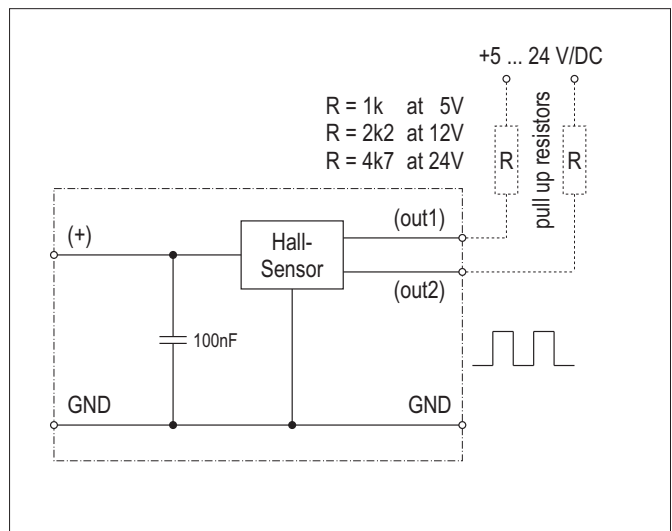 +5 ... 24 V/DC
R = 1k at 5V
R = 2k2 at 12V
R = 4k7 at 24V
R
pull up resistors
R
(+)
Hall-
Sensor
(out1)
(out2)
100nF
GND
GND